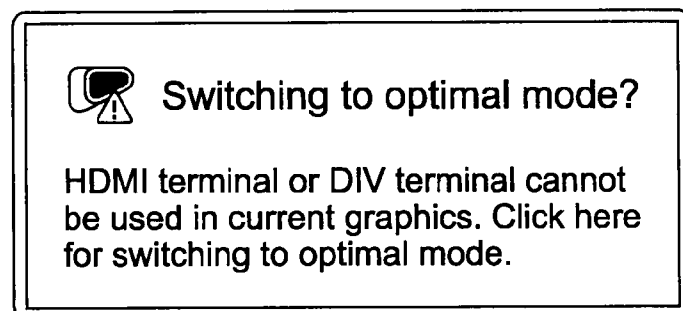 Switching to optimal mode?
HDMI terminal or DIV terminal cannot
be used in current graphics. Click here
for switching to optimal mode.